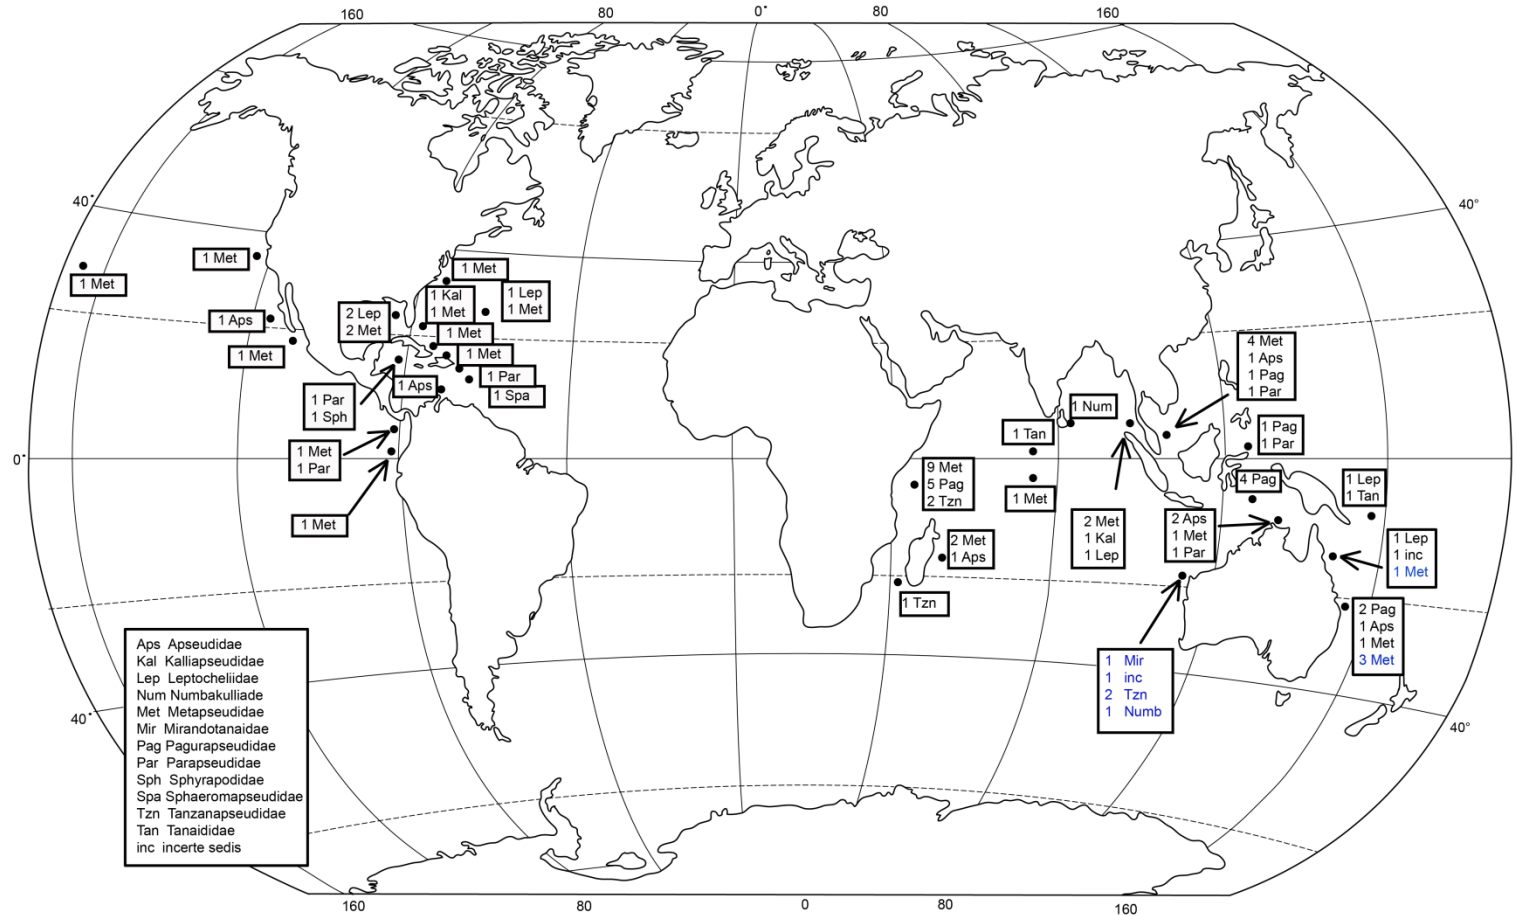 160
80
0°
80
160
40°
40°
1 Met
1 Met
1 Met
1 Kal
1 Met
1 Lep
1 Met
2 Lep
2 Met
1 Aps
1 Met
1 Met
1 Met
1 Par
1 Spa
1 Aps
1 Par
1 Sph
1 Met
1 Par
1 Met
0°
4 Met
1 Aps
1 Pag
1 Par
1 Num
1 Tan
1 Met
1 Pag
1 Par
9 Met
5 Pag
2 Tzn
4 Pag
1 Lep
1 Tan
2 Met
1 Kal
1 Lep
2 Aps
1 Met
1 Par
2 Met
1 Aps
1 Lep
1 inc
1 Met
1 Tzn
2 Pag
1 Aps
1 Met
3 Met
1 Mir
1 inc
2 Tzn
1 Numb
Aps Apseudidae
Kal Kalliapseudidae
Lep Leptocheliidae
Num Numbakulliade
Met Metapseudidae
Mir Mirandotanaidae
Pag Pagurapseudidae
Par Parapseudidae
Sph Sphyrapodidae
Spa Sphaeromapseudidae
Tzn Tanzanapseudidae
Tan Tanaididae
inc incerte sedis
40°
40°
160
80
0
80
160